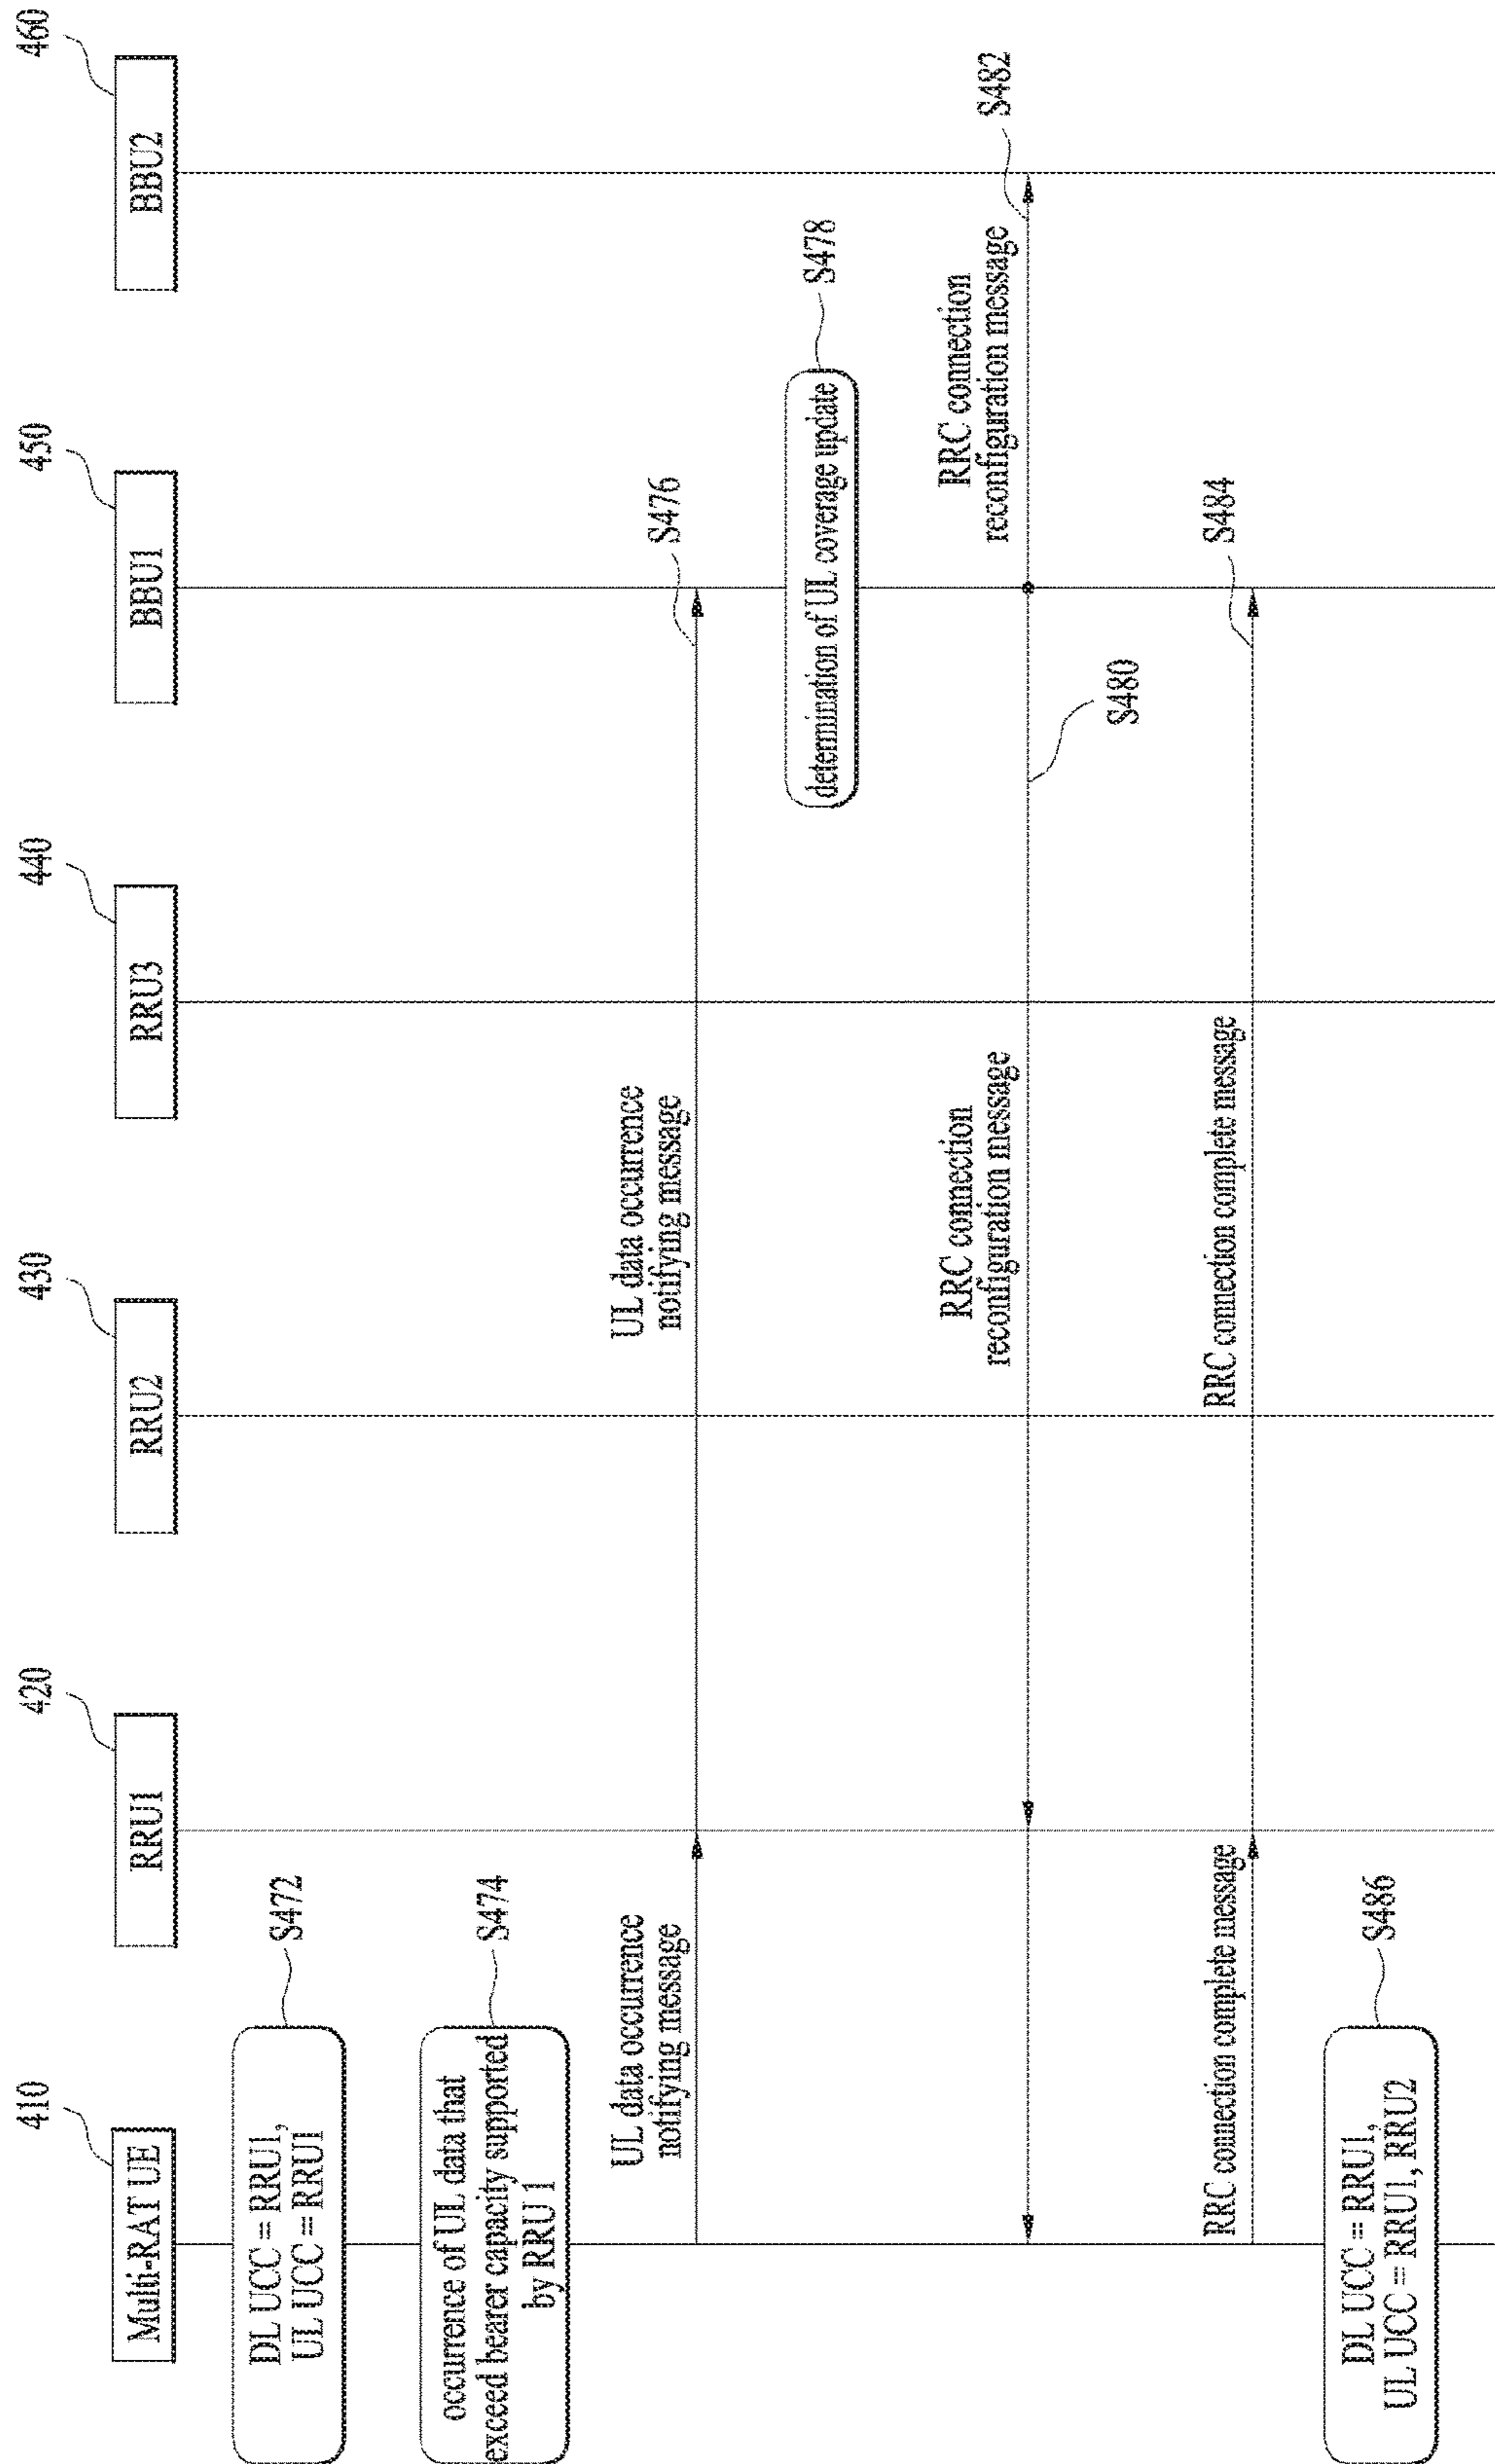 410
420
430
440
450
460
Multi-RAT UE
RRU1
RRU2
RRU3
BBU1
BBU2
DL UCC = RRU1,
UL UCC = RRU1
S472
occurrence of UL data that
exceed bearer capacity supported
by RRU1
S474
UL data occurrence
notifying message
UL data occurrence
notifying message
S476
determination of UL coverage update
S478
RRC connection
reconfiguration message
RRC connection
reconfiguration message
S482
S480
RRC connection complete message
RRC connection complete message
S484
DL UCC = RRU1,
UL UCC = RRU1, RRU2
S486